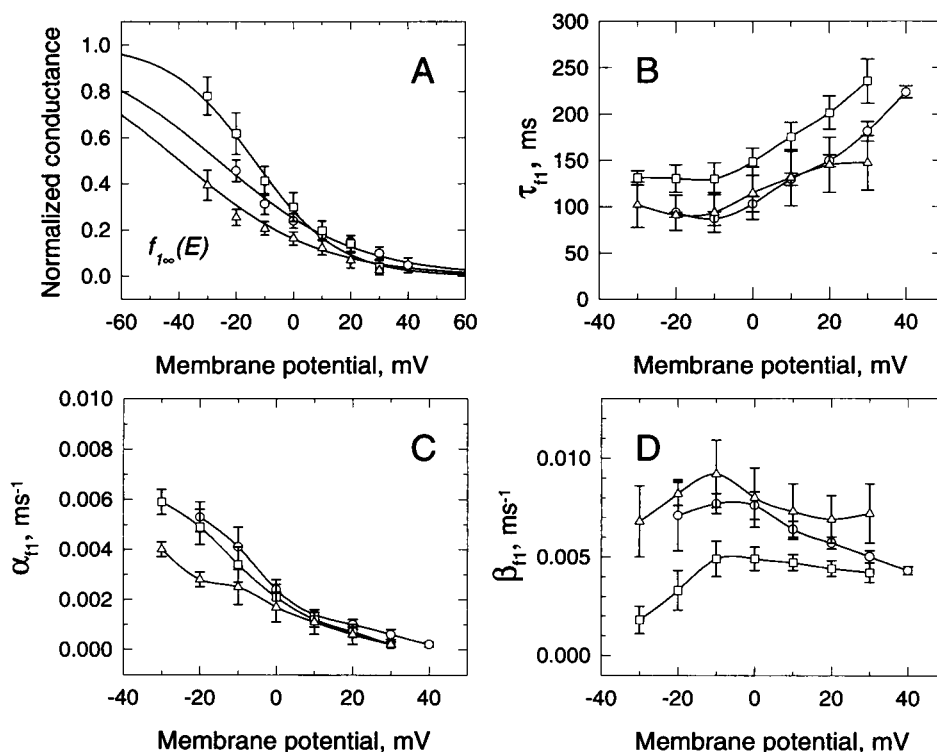 A
Normalized conductance
1.0
0.8
0.6
0.4
0.2
0.0
f1∞(E)
-60 -40 -20 0 20 40 60
Membrane potential, mV
B
τf1, ms
300
250
200
150
100
50
0
-40 -20 0 20 40
Membrane potential, mV
C
αf1, ms-1
0.010
0.008
0.006
0.004
0.002
0.000
-40 -20 0 20 40
Membrane potential, mV
D
βf1, ms-1
0.010
0.005
0.000
-40 -20 0 20 40
Membrane potential, mV